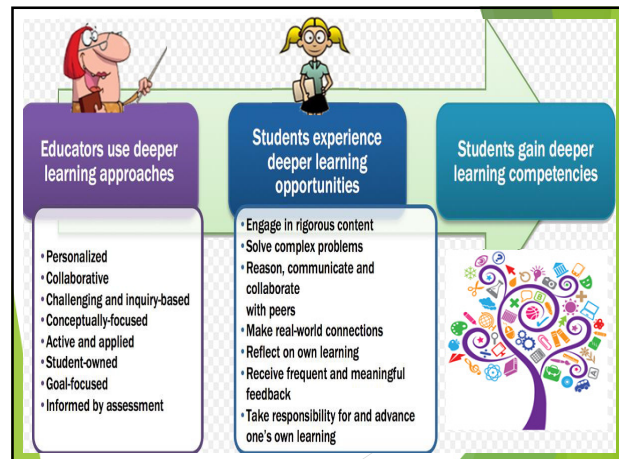 Educators use deeper
learning approaches
• Personalized
• Collaborative
• Challenging and inquiry-based
• Conceptually-focused
• Active and applied
• Student-owned
• Goal-focused
• Informed by assessment
Students experience
deeper learning
opportunities
• Engage in rigorous content
• Solve complex problems
• Reason, communicate and
collaborate
with peers
• Make real-world connections
• Reflect on own learning
• Receive frequent and meaningful
feedback
• Take responsibility for and advance
one's own learning
Students gain deeper
learning competencies